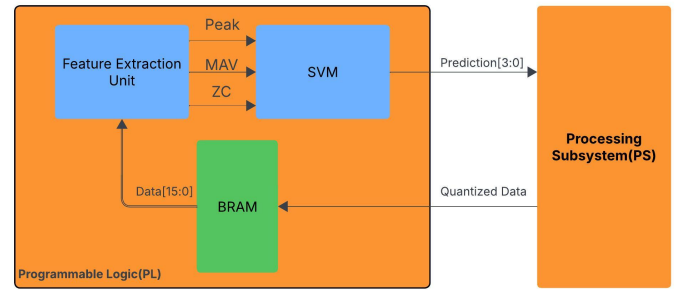 Peak
Feature Extraction
Unit
MAV
SVM
Prediction[3:0]
ZC
Processing
Subsystem(PS)
Data[15:0]
BRAM
Quantized Data
Programmable Logic(PL)